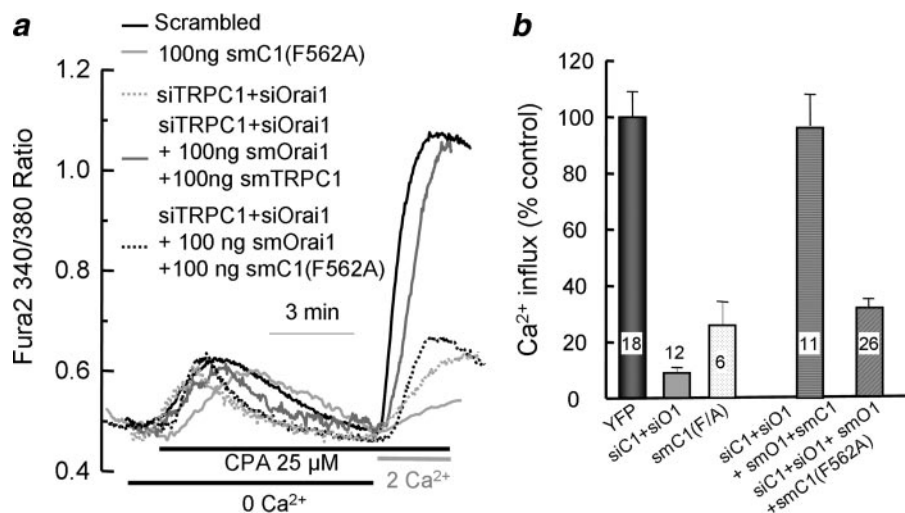 a
Scrambled
100ng smC1(F562A)
siTRPC1+siOrai1
siTRPC1+siOrai1
+ 100ng smOrai1
+100ng smTRPC1
siTRPC1+siOrai1
+ 100 ng smOrai1
+100 ng smC1(F562A)
3 min
Fura2 340/380 Ratio
1.2
1.0
0.8
0.6
0.4
CPA 25 µM
2 Ca²⁺
0 Ca²⁺
b
Ca²⁺ influx (% control)
120
100
80
60
40
20
0
18
12
6
11
26
YFP
siC1+siO1
smC1(F/A)
siC1+siO1
+ smO1+smC1
siC1+siO1+ smO1
+smC1(F562A)